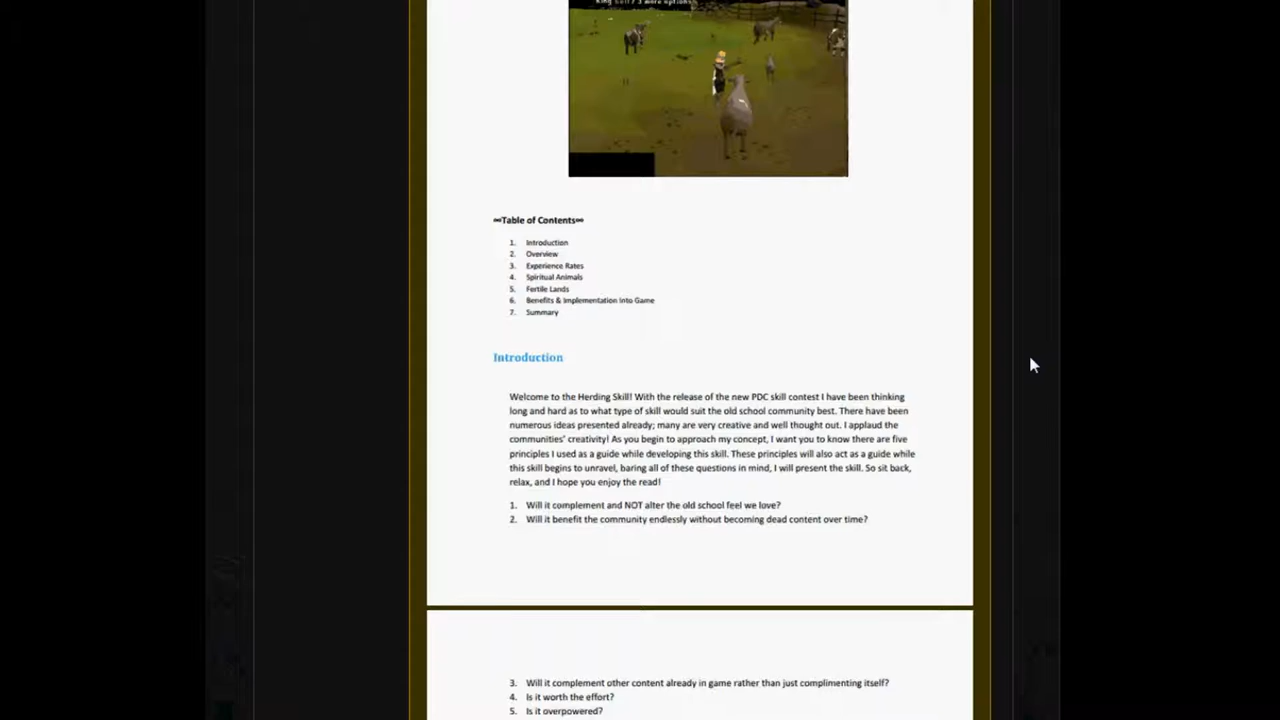 3 more options
∞Table of Contents∞
1. Introduction
2. Overview
3. Experience Rates
4. Spiritual Animals
5. Fertile Lands
6. Benefits & Implementation into Game
7. Summary
Introduction
Welcome to the Herding Skill! With the release of the new PDC skill contest I have been thinking
long and hard as to what type of skill would suit the old school community best. There have been
numerous ideas presented already; many are very creative and well thought out. I applaud the
communities' creativity! As you begin to approach my concept, I want you to know there are five
principles I used as a guide while developing this skill. These principles will also act as a guide while
this skill begins to unravel, baring all of these questions in mind, I will present the skill. So sit back,
relax, and I hope you enjoy the read!
1. Will it complement and NOT alter the old school feel we love?
2. Will it benefit the community endlessly without becoming dead content over time?
3. Will it complement other content already in game rather than just complimenting itself?
4. Is it worth the effort?
5. Is it overpowered?